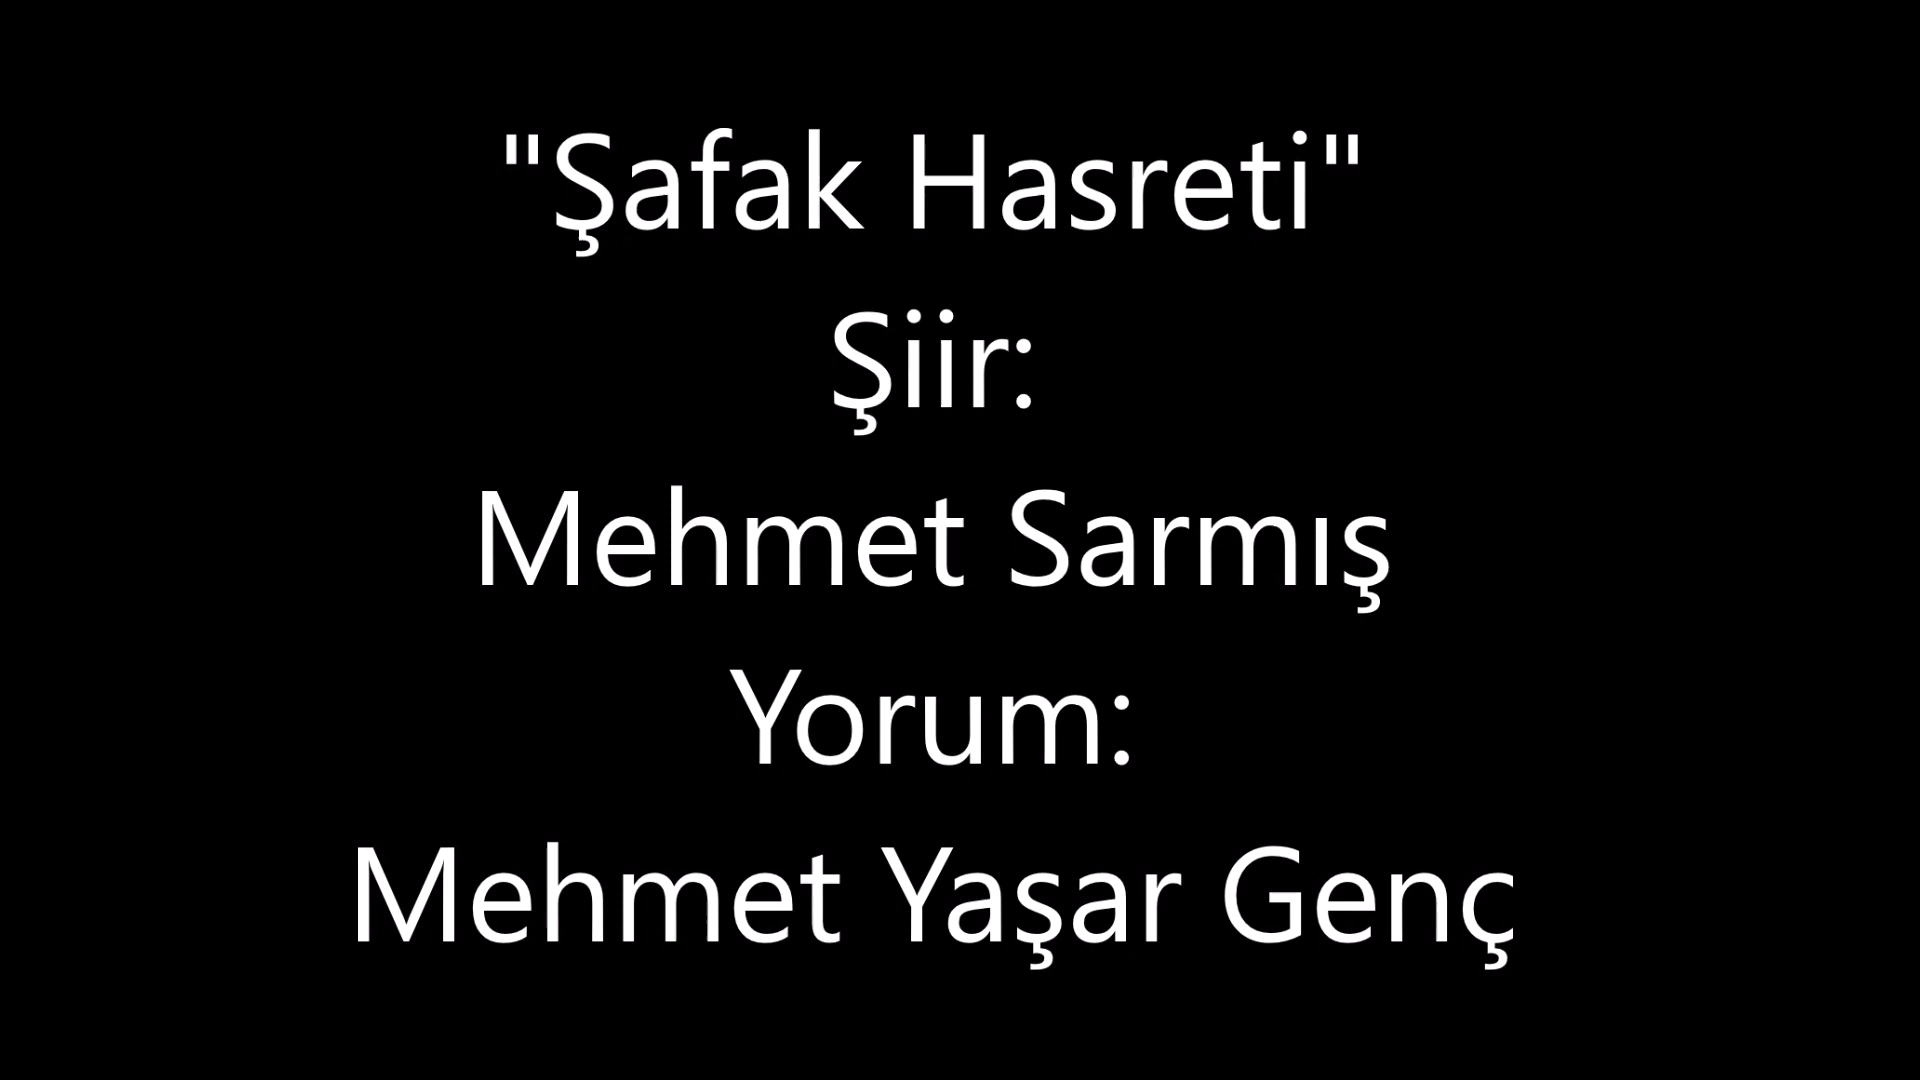 "Şafak Hasreti"
Şiir:
Mehmet Sarmış
Yorum:
Mehmet Yaşar Genç